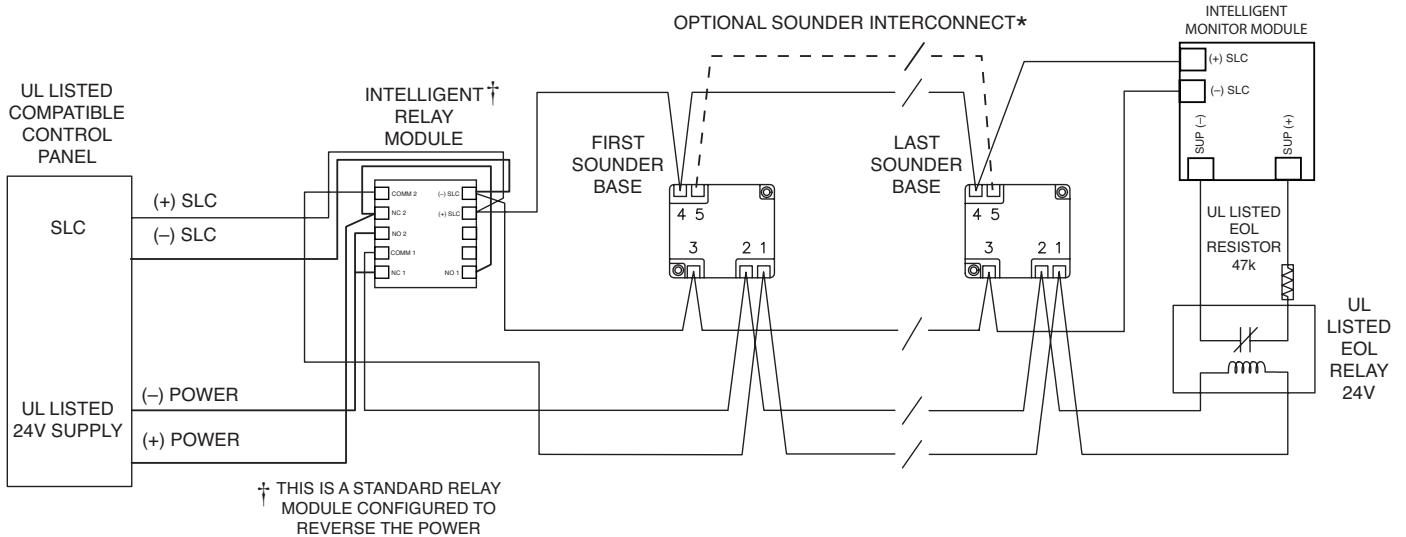 OPTIONAL SOUNDER INTERCONNECT*
INTELLIGENT
MONITOR MODULE
(+) SLC
(–) SLC
SUP (–)
SUP (+)
UL LISTED
COMPATIBLE
CONTROL
PANEL
SLC
(+) SLC
(–) SLC
UL LISTED
24V SUPPLY
(–) POWER
(+) POWER
INTELLIGENT †
RELAY
MODULE
COMM 2
NC 2
NO 2
COMM 1
NC 1
(–) SLC
(+) SLC
NO 1
FIRST
SOUNDER
BASE
4 5
3 2 1
LAST
SOUNDER
BASE
4 5
3 2 1
UL LISTED
EOL
RESISTOR
47k
UL
LISTED
EOL
RELAY
24V
† THIS IS A STANDARD RELAY
MODULE CONFIGURED TO
REVERSE THE POWER